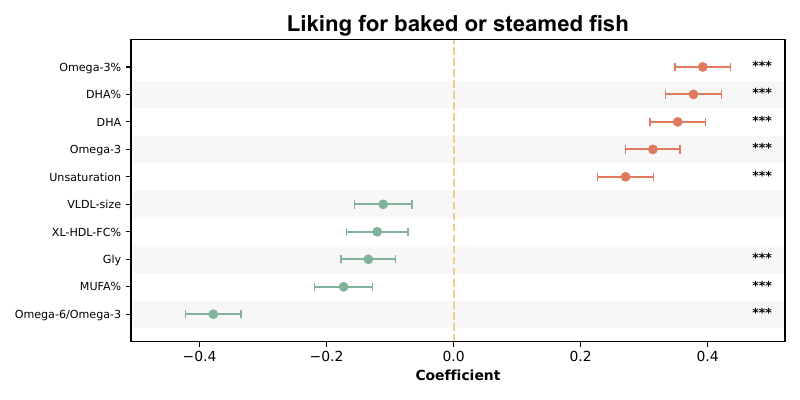 Liking for baked or steamed fish
Omega-3% ***
DHA% ***
DHA ***
Omega-3 ***
Unsaturation ***
VLDL-size
XL-HDL-FC%
Gly ***
MUFA% ***
Omega-6/Omega-3 ***
−0.4 −0.2 0.0 0.2 0.4
Coefficient